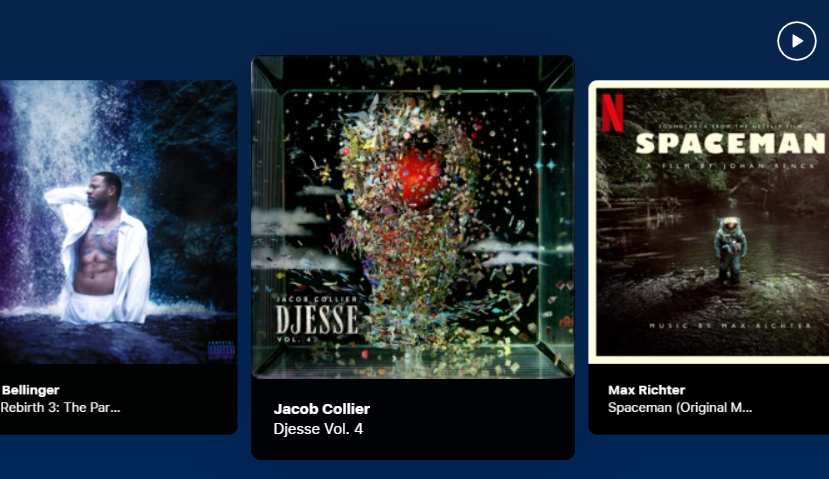 PARENTAL
Bellinger
Rebirth 3: The Par...
JACOB COLLIER
DJESSE
VOL. 4
Jacob Collier
Djesse Vol. 4
N
SOUNDTRACK FROM THE NETFLIX FILM
SPACEMAN
A FILM BY JOHAN RENCK
MUSIC BY MAX RICHTER
Max Richter
Spaceman (Original M...